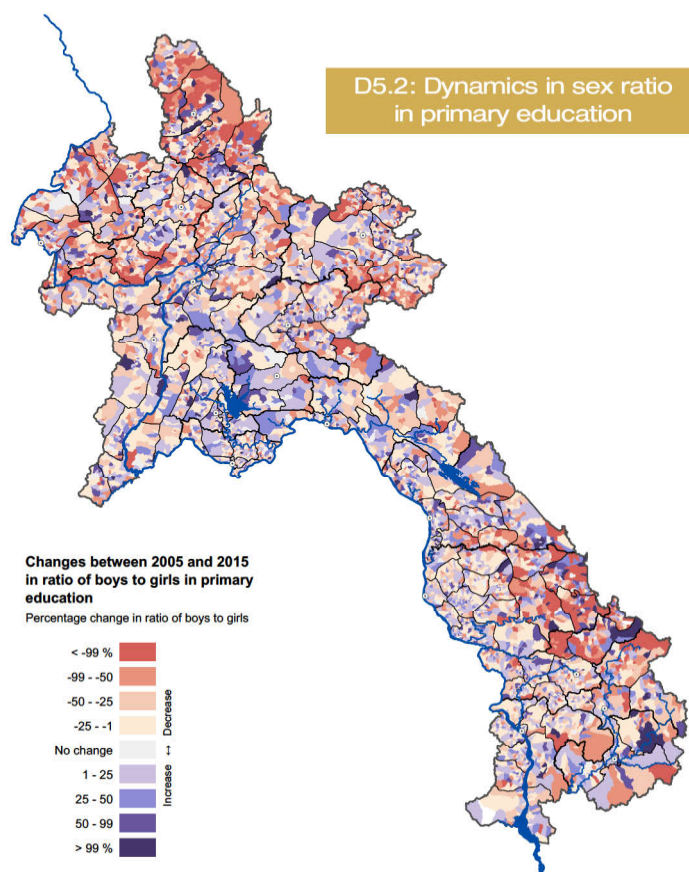 D5.2: Dynamics in sex ratio
in primary education
Changes between 2005 and 2015
in ratio of boys to girls in primary
education
Percentage change in ratio of boys to girls
< -99 %
-99 - -50
-50 - -25
-25 - -1
No change
1 - 25
25 - 50
50 - 99
> 99 %
Increase ↔ Decrease